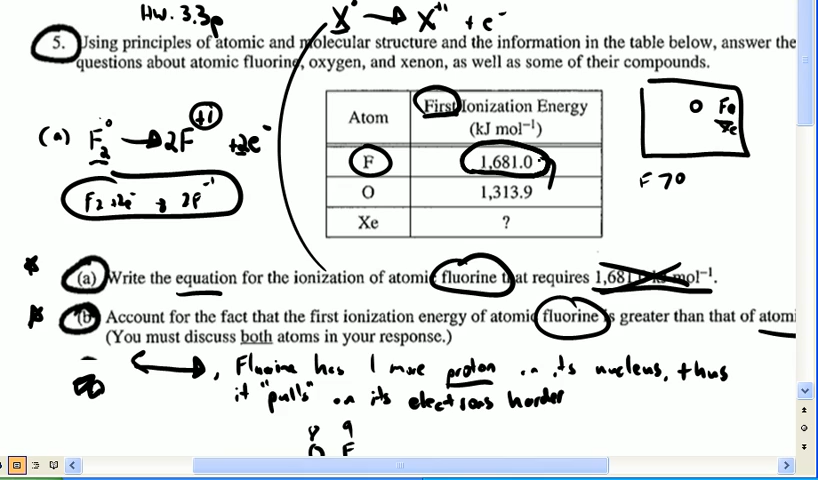 HW. 3.3p
X° → X⁺¹ + e⁻
5. Using principles of atomic and molecular structure and the information in the table below, answer the
questions about atomic fluorine, oxygen, and xenon, as well as some of their compounds.
Atom First Ionization Energy
(kJ mol⁻¹)
F 1,681.0
O 1,313.9
Xe ?
(a) F₂° → 2F⁺¹ + 2e⁻
F₂ + 2e⁻ → 2F⁻¹
O F
Xe
F > O
(a) Write the equation for the ionization of atomic fluorine that requires 1,681 mol⁻¹.
(b) Account for the fact that the first ionization energy of atomic fluorine is greater than that of atomi
(You must discuss both atoms in your response.)
, Fluorine has 1 more proton in its nucleus, thus
it "pulls" on its electrons harder
8 9
O F